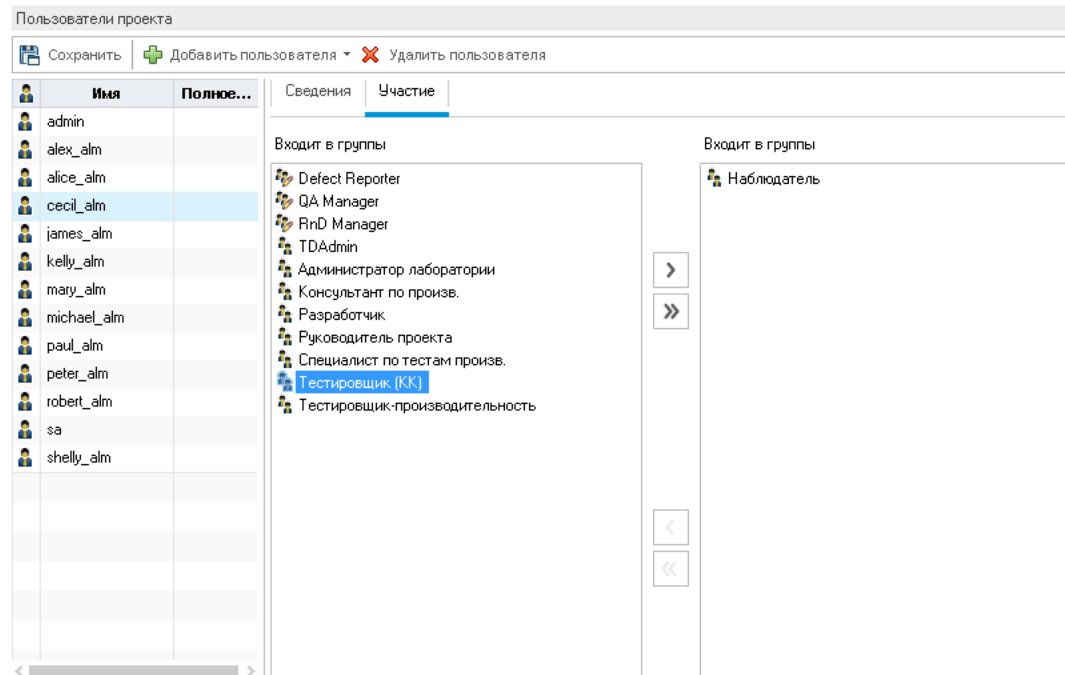 Пользователи проекта
Сохранить Добавить пользователя Удалить пользователя
Имя Полное...
admin
alex_alm
alice_alm
cecil_alm
james_alm
kelly_alm
mary_alm
michael_alm
paul_alm
peter_alm
robert_alm
sa
shelly_alm
Сведения Участие
Входит в группы
Defect Reporter
QA Manager
RnD Manager
TDAdmin
Администратор лаборатории
Консультант по произв.
Разработчик
Руководитель проекта
Специалист по тестам произв.
Тестировщик (КК)
Тестировщик-производительность
Входит в группы
Наблюдатель